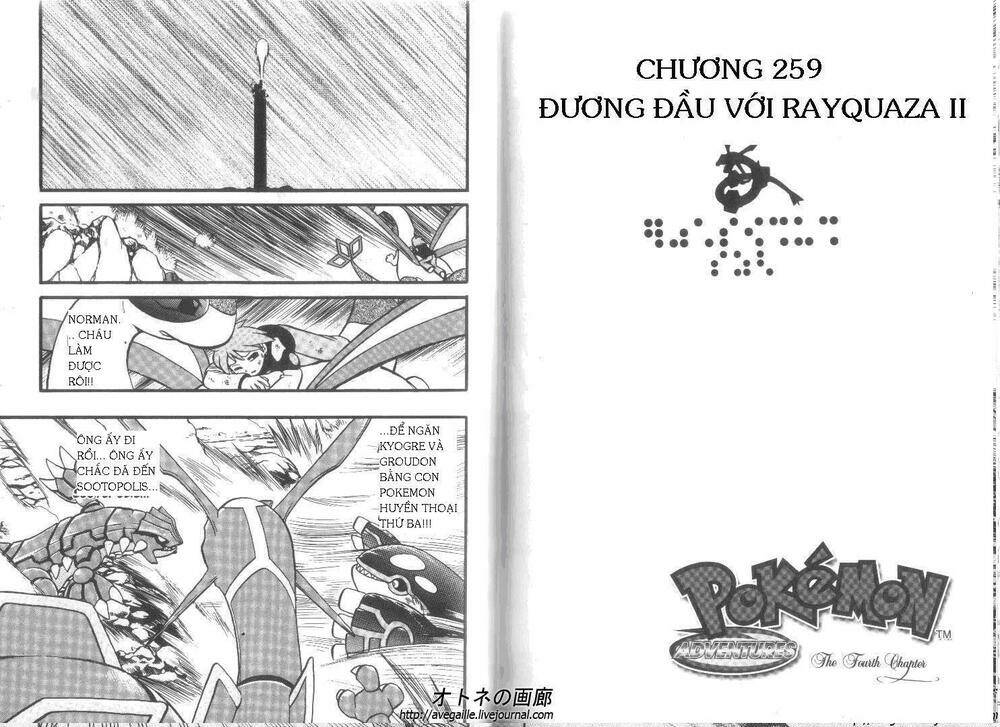 CHƯƠNG 259
ĐƯƠNG ĐẦU VỚI RAYQUAZA II
POKÉMON
TM
ADVENTURES
The Fourth Chapter
NORMAN.
... CHÁU
LÀM
ĐƯỢC
RỒI!!
...ĐỂ NGĂN
KYOGRE VÀ
GROUDON
BẰNG CON
POKEMON
HUYỀN THOẠI
THỨ BA!!!
ÔNG ẤY ĐI
RỒI... ÔNG ẤY
CHẮC ĐÃ ĐẾN
SOOTOPOLIS...
オトネの画廊
http://avegaille.livejournal.com